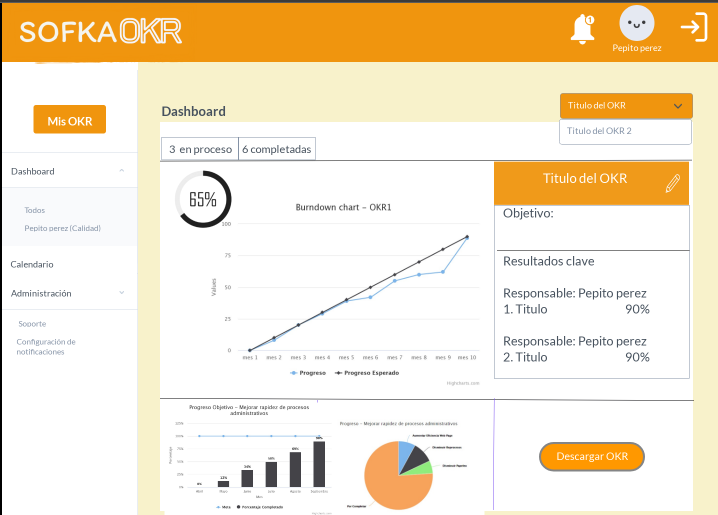 SOFKA OKR
1
Pepito perez
Mis OKR
Dashboard
Todos
Pepito perez (Calidad)
Calendario
Administración
Soporte
Configuración de
notificaciones
Dashboard
Titulo del OKR
Titulo del OKR 2
3 en proceso
6 completadas
65%
Burndown chart – OKR1
Values
100
75
50
25
0
mes 1 mes 2 mes 3 mes 4 mes 5 mes 6 mes 7 mes 8 mes 9 mes 10
Progreso Progreso Esperado
Highcharts.com
Titulo del OKR
Objetivo:
Resultados clave
Responsable: Pepito perez
1. Titulo 90%
Responsable: Pepito perez
2. Titulo 90%
Progreso Objetivo – Mejorar rapidez de procesos
administrativos
Meta Porcentaje Completado
Progreso – Mejorar rapidez de procesos administrativos
Descargar OKR